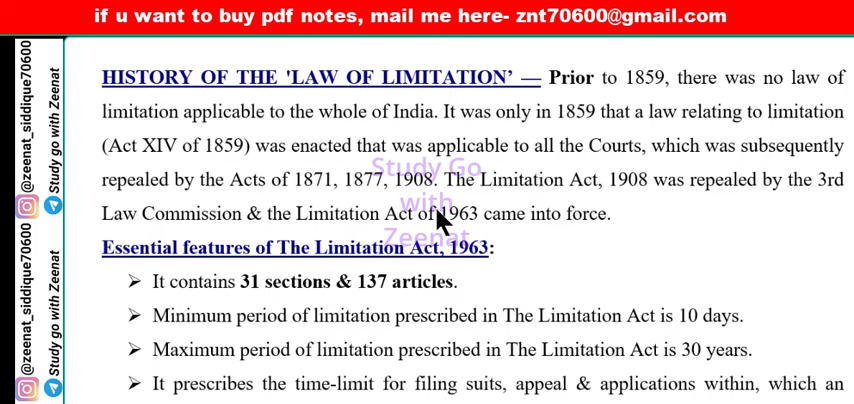 if u want to buy pdf notes, mail me here- znt70600@gmail.com
HISTORY OF THE 'LAW OF LIMITATION’ — Prior to 1859, there was no law of
limitation applicable to the whole of India. It was only in 1859 that a law relating to limitation
(Act XIV of 1859) was enacted that was applicable to all the Courts, which was subsequently
repealed by the Acts of 1871, 1877, 1908. The Limitation Act, 1908 was repealed by the 3rd
Law Commission & the Limitation Act of 1963 came into force.
Essential features of The Limitation Act, 1963:
➢ It contains 31 sections & 137 articles.
➢ Minimum period of limitation prescribed in The Limitation Act is 10 days.
➢ Maximum period of limitation prescribed in The Limitation Act is 30 years.
➢ It prescribes the time-limit for filing suits, appeal & applications within, which an
Study Go
with
Zeenat
@zeenat_siddique70600
Study go with Zeenat
@zeenat_siddique70600
Study go with Zeenat